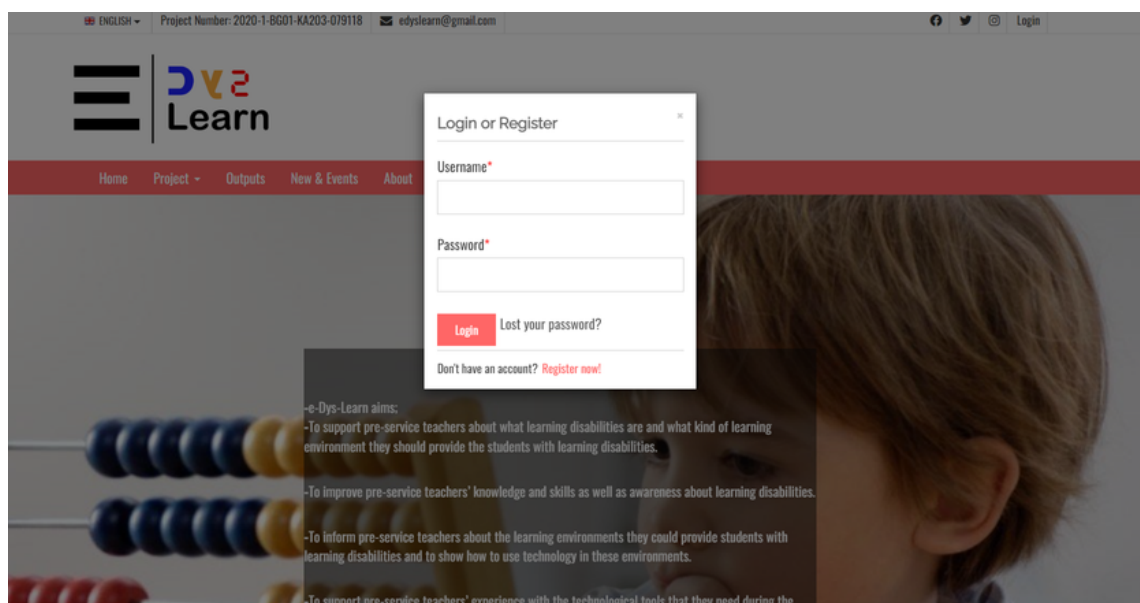 ENGLISH
Project Number: 2020-1-BG01-KA203-079118
edyslearn@gmail.com
Login
Dys
Learn
Login or Register
×
Username*
Password*
Login
Lost your password?
Don't have an account? Register now!
Home
Project
Outputs
New & Events
About
-e-Dys-Learn aims;
-To support pre-service teachers about what learning disabilities are and what kind of learning
environment they should provide the students with learning disabilities.
-To improve pre-service teachers' knowledge and skills as well as awareness about learning disabilities.
-To inform pre-service teachers about the learning environments they could provide students with
learning disabilities and to show how to use technology in these environments.
-To support pre-service teachers' experience with the technological tools that they need during the